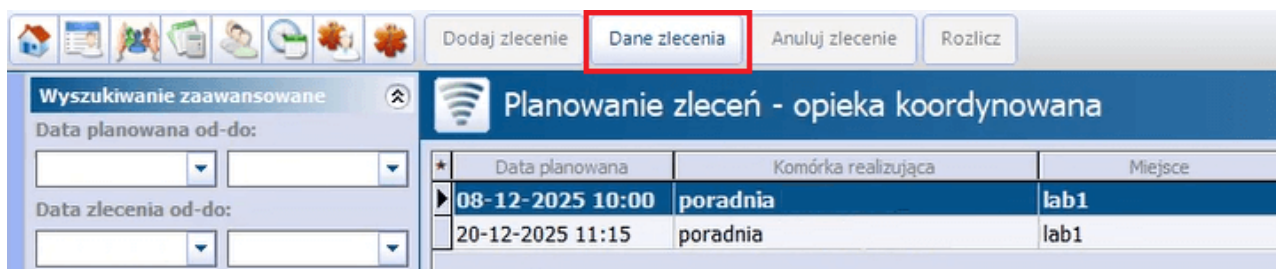 Dodaj zlecenie Dane zlecenia Anuluj zlecenie Rozlicz
Wyszukiwanie zaawansowane
Data planowana od-do:
Data zlecenia od-do:
Planowanie zleceń - opieka koordynowana
* Data planowana Komórka realizująca Miejsce
08-12-2025 10:00 poradnia lab1
20-12-2025 11:15 poradnia lab1